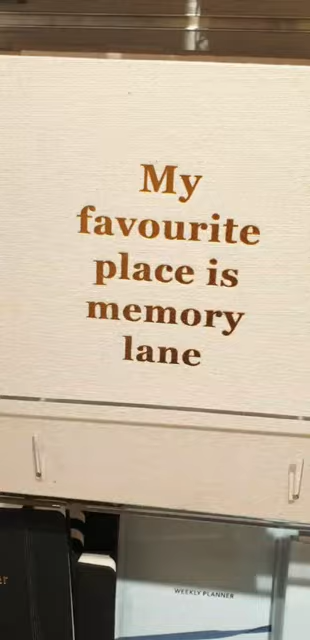 My
favourite
place is
memory
lane
WEEKLY PLANNER